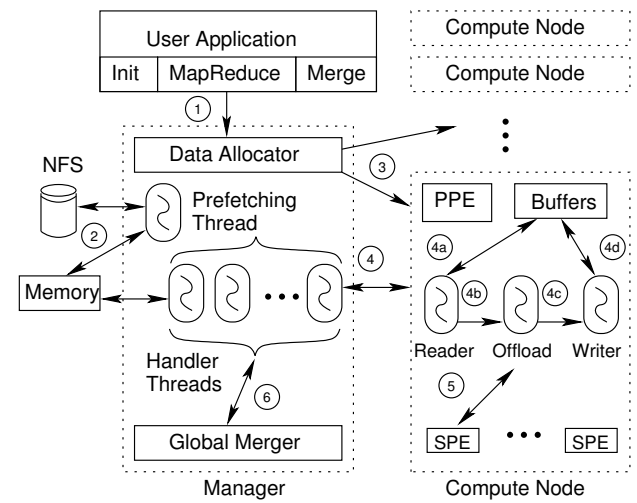 User Application
Init MapReduce Merge
Compute Node
Compute Node
1
Data Allocator
3
NFS
Prefetching
Thread
2
PPE
Buffers
4
4a
4d
Memory
4b
4c
Reader Offload Writer
Handler
Threads
6
5
Global Merger
SPE
SPE
Manager
Compute Node